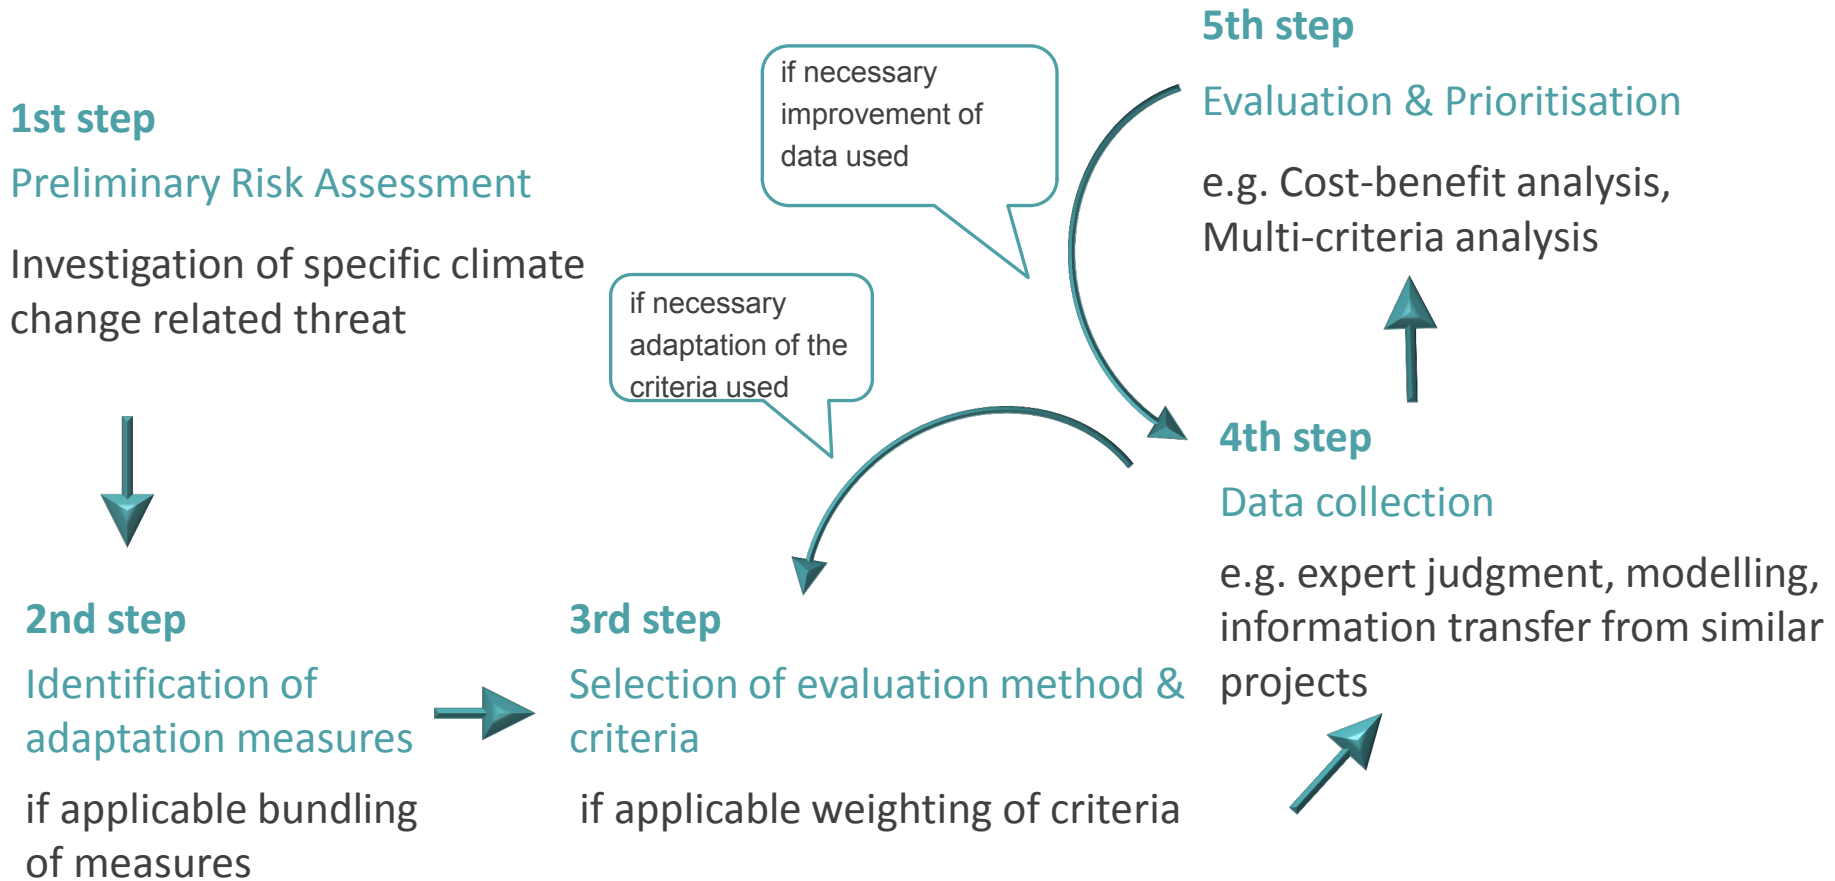 1st step
Preliminary Risk Assessment
Investigation of specific climate
change related threat
2nd step
Identification of
adaptation measures
if applicable bundling
of measures
3rd step
Selection of evaluation method &
criteria
if applicable weighting of criteria
if necessary
adaptation of the
criteria used
if necessary
improvement of
data used
4th step
Data collection
e.g. expert judgment, modelling,
information transfer from similar
projects
5th step
Evaluation & Prioritisation
e.g. Cost-benefit analysis,
Multi-criteria analysis